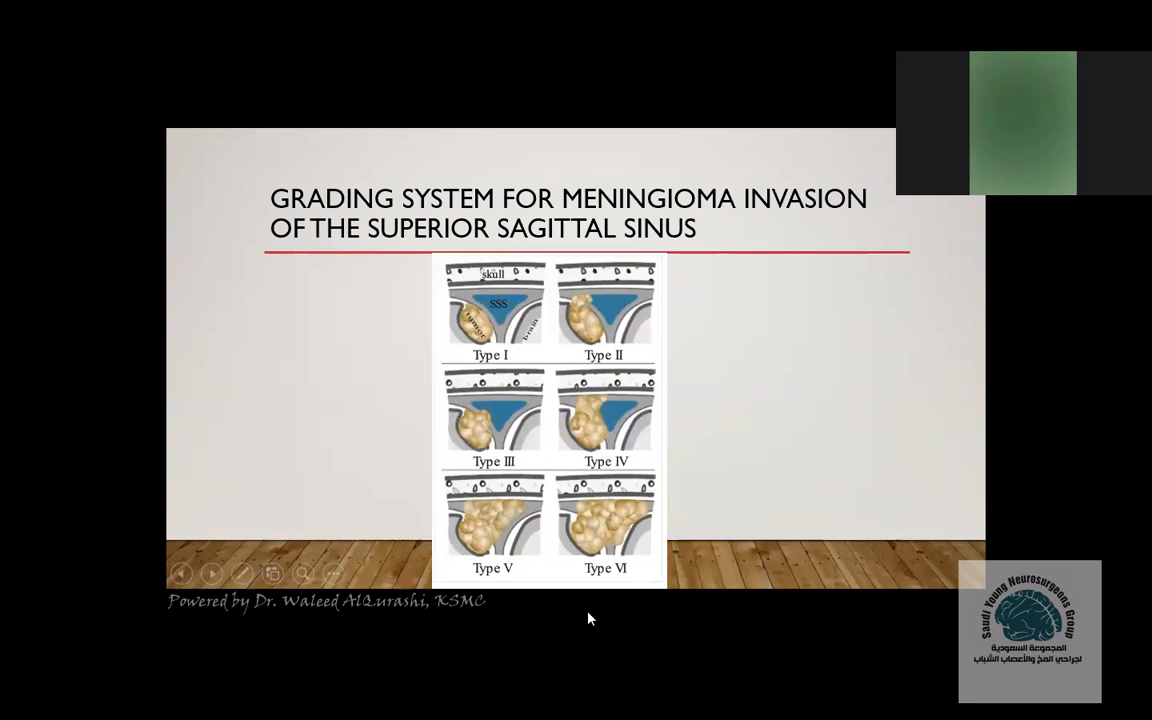 GRADING SYSTEM FOR MENINGIOMA INVASION
OF THE SUPERIOR SAGITTAL SINUS
skull
SSS
tumor
brain
Type I
Type II
Type III
Type IV
Type V
Type VI
Powered by Dr. Waleed AlQurashi, KSMC
Saudi Young Neurosurgeons Group
المجموعة السعودية
لجراحي المخ والأعصاب الشباب